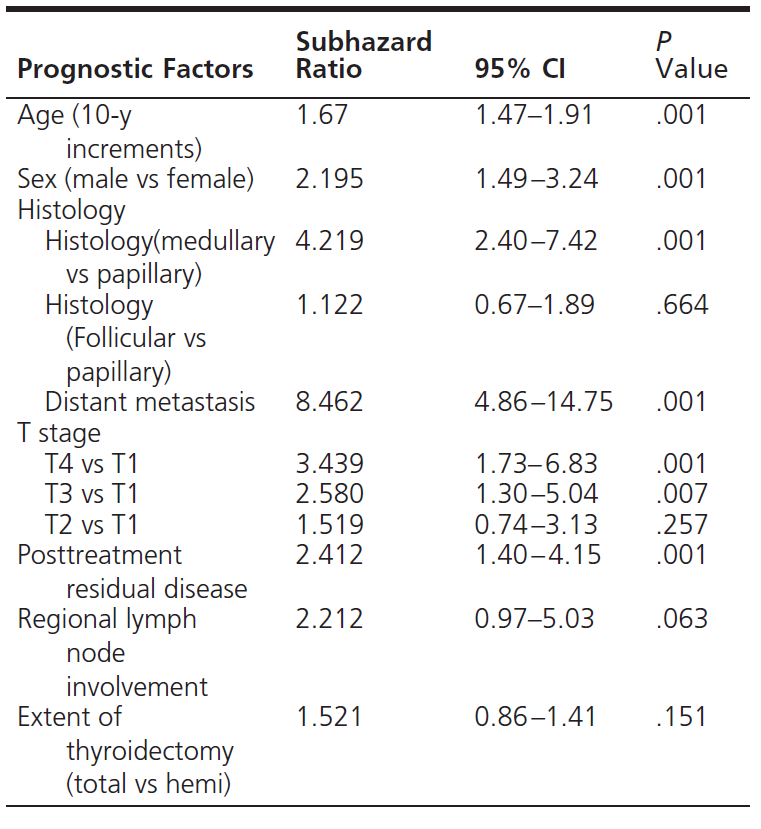 Prognostic Factors Subhazard Ratio 95% CI P Value
Age (10-y 1.67 1.47–1.91 .001
increments)
Sex (male vs female) 2.195 1.49–3.24 .001
Histology
Histology(medullary 4.219 2.40–7.42 .001
vs papillary)
Histology 1.122 0.67–1.89 .664
(Follicular vs
papillary)
Distant metastasis 8.462 4.86–14.75 .001
T stage
T4 vs T1 3.439 1.73–6.83 .001
T3 vs T1 2.580 1.30–5.04 .007
T2 vs T1 1.519 0.74–3.13 .257
Posttreatment 2.412 1.40–4.15 .001
residual disease
Regional lymph 2.212 0.97–5.03 .063
node
involvement
Extent of 1.521 0.86–1.41 .151
thyroidectomy
(total vs hemi)